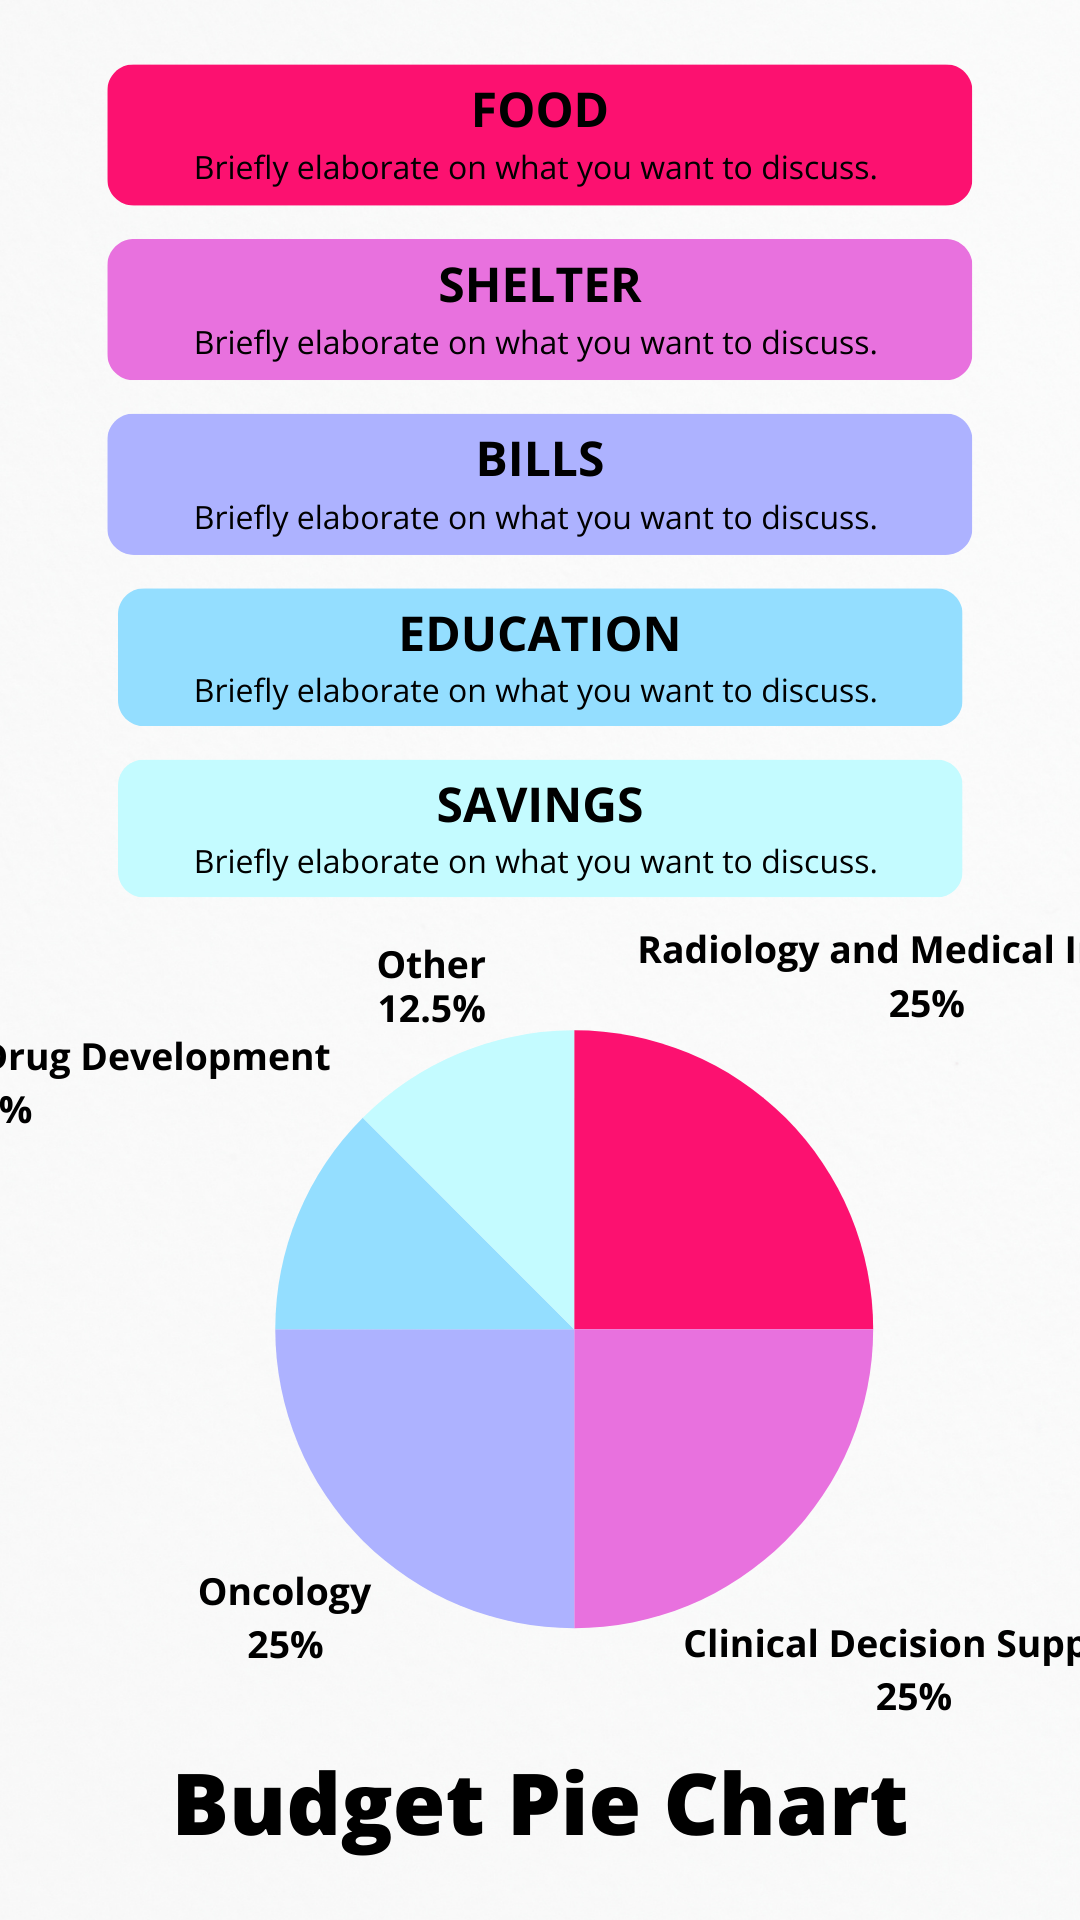 FOOD
Briefly elaborate on what you want to discuss.
SHELTER
Briefly elaborate on what you want to discuss.
BILLS
Briefly elaborate on what you want to discuss.
EDUCATION
Briefly elaborate on what you want to discuss.
SAVINGS
Briefly elaborate on what you want to discuss.
Radiology and Medical
25%
Other
12.5%
Drug Development
%
Oncology
25%
Clinical Decision
25%
Budget Pie Chart